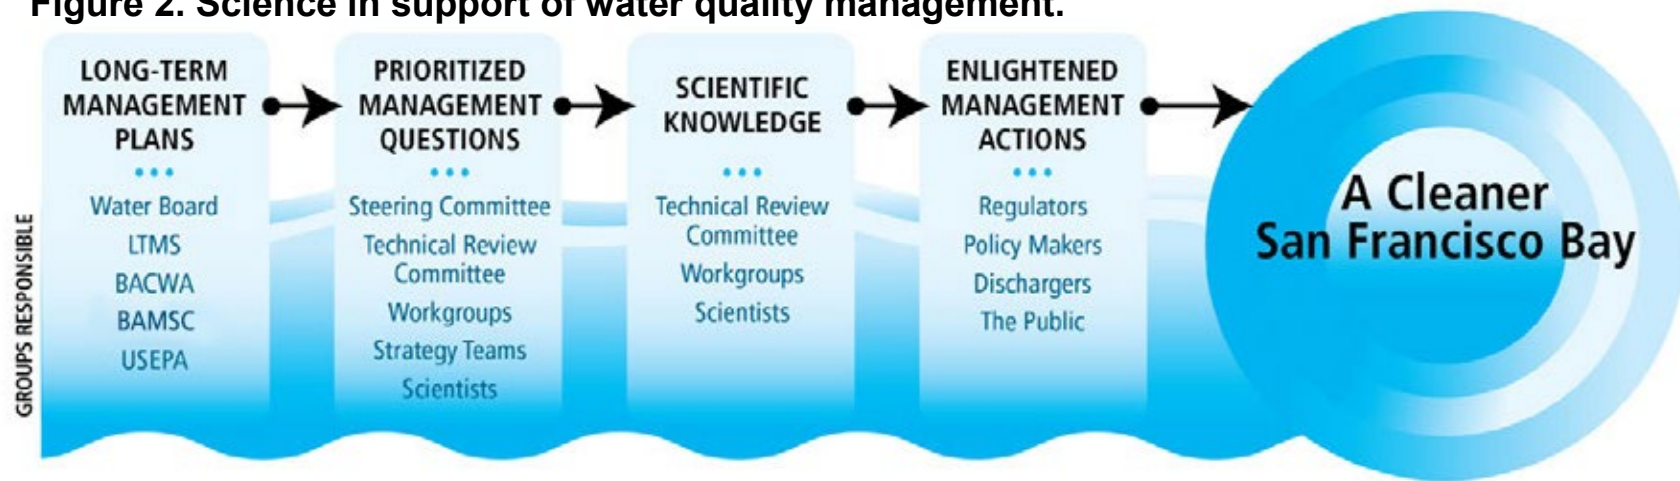 Figure 2. Science in support of water quality management.
LONG-TERM
MANAGEMENT
PLANS
Water Board
LTMS
BACWA
BAMSC
USEPA
PRIORITIZED
MANAGEMENT
QUESTIONS
Steering Committee
Technical Review
Committee
Workgroups
Strategy Teams
Scientists
SCIENTIFIC
KNOWLEDGE
Technical Review
Committee
Workgroups
Scientists
ENLIGHTENED
MANAGEMENT
ACTIONS
Regulators
Policy Makers
Dischargers
The Public
A Cleaner
San Francisco Bay
GROUPS RESPONSIBLE